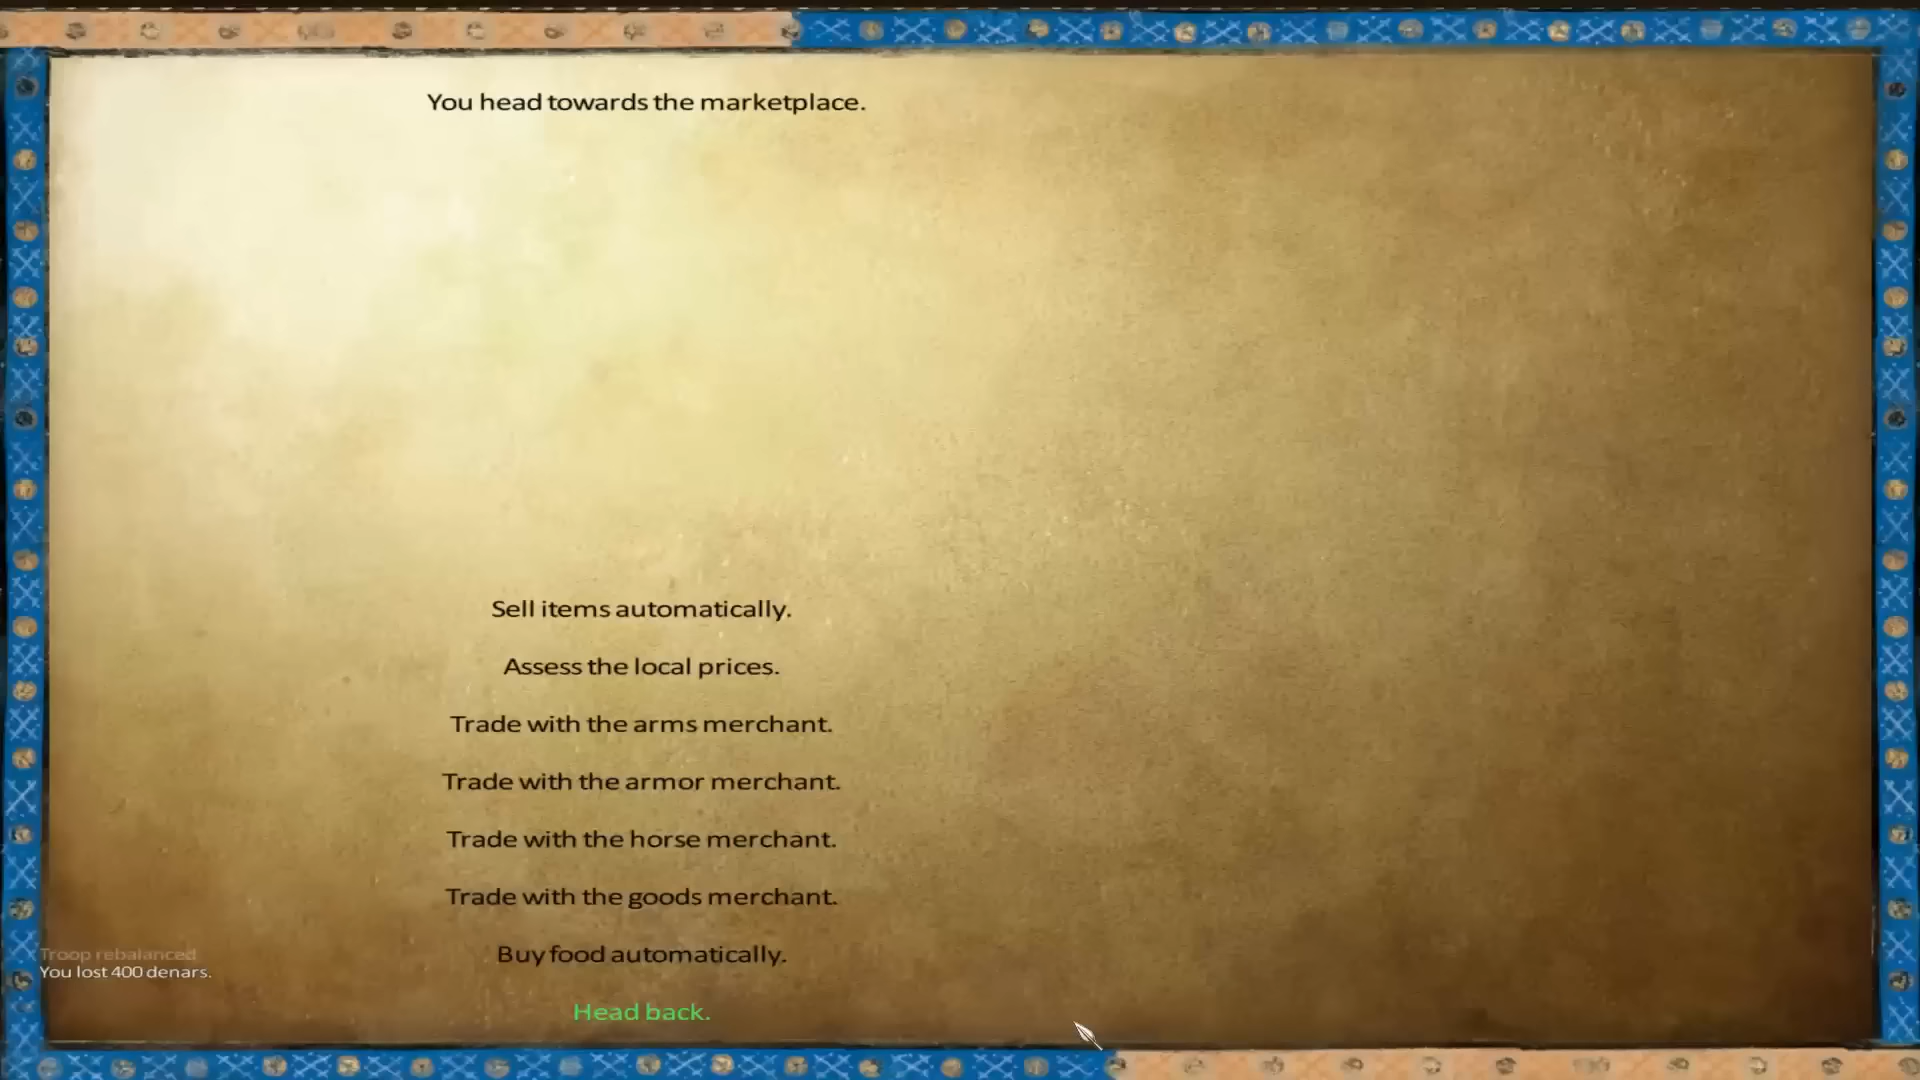 You head towards the marketplace.
Sell items automatically.
Assess the local prices.
Trade with the arms merchant.
Trade with the armor merchant.
Trade with the horse merchant.
Trade with the goods merchant.
Buy food automatically.
Troop rebalanced
You lost 400 denars.
Head back.